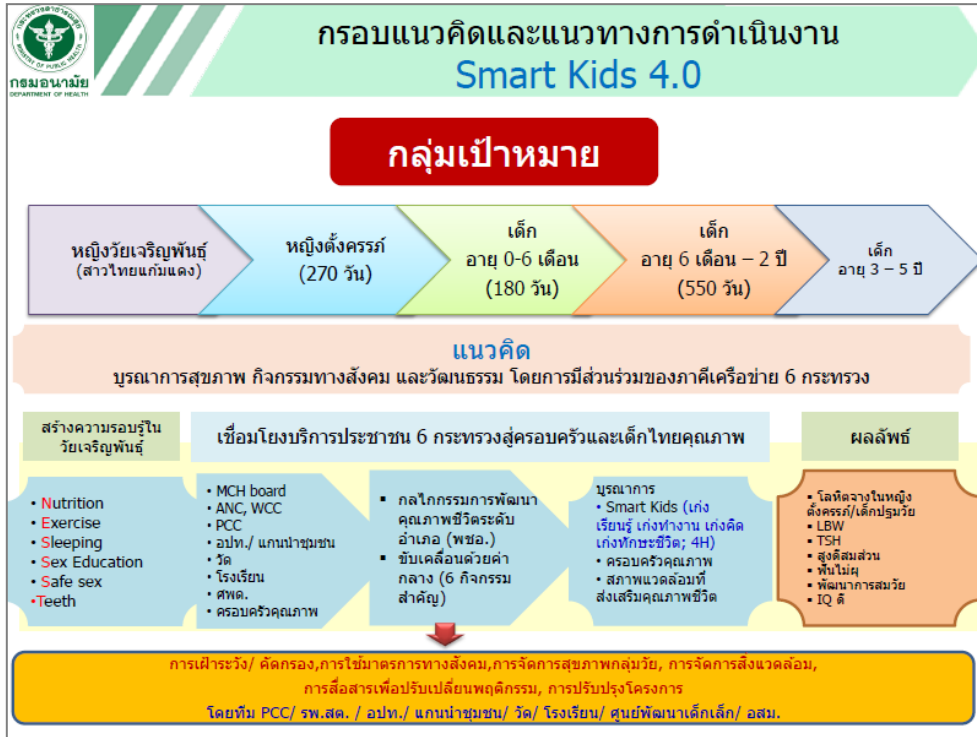 กระทรวงสาธารณสุข
MINISTRY OF PUBLIC HEALTH
กรมอนามัย
DEPARTMENT OF HEALTH
กรอบแนวคิดและแนวทางการดำเนินงาน
Smart Kids 4.0
กลุ่มเป้าหมาย
หญิงวัยเจริญพันธุ์
(สาวไทยแก้มแดง)
หญิงตั้งครรภ์
(270 วัน)
เด็ก
อายุ 0-6 เดือน
(180 วัน)
เด็ก
อายุ 6 เดือน – 2 ปี
(550 วัน)
เด็ก
อายุ 3 – 5 ปี
แนวคิด
บูรณาการสุขภาพ กิจกรรมทางสังคม และวัฒนธรรม โดยการมีส่วนร่วมของภาคีเครือข่าย 6 กระทรวง
สร้างความรอบรู้ใน
วัยเจริญพันธุ์
เชื่อมโยงบริการประชาชน 6 กระทรวงสู่ครอบครัวและเด็กไทยคุณภาพ
ผลลัพธ์
• Nutrition
• Exercise
• Sleeping
• Sex Education
• Safe sex
•Teeth
• MCH board
• ANC, WCC
• PCC
• อปท./ แกนนำชุมชน
• วัด
• โรงเรียน
• ศพด.
• ครอบครัวคุณภาพ
▪ กลไกกรรมการพัฒนา
คุณภาพชีวิตระดับ
อำเภอ (พชอ.)
▪ ขับเคลื่อนด้วยค่า
กลาง (6 กิจกรรม
สำคัญ)
บูรณาการ
• Smart Kids (เก่ง
เรียนรู้ เก่งทำงาน เก่งคิด
เก่งทักษะชีวิต; 4H)
• ครอบครัวคุณภาพ
• สภาพแวดล้อมที่
ส่งเสริมคุณภาพชีวิต
▪ โลหิตจางในหญิง
ตั้งครรภ์/เด็กปฐมวัย
▪ LBW
▪ TSH
▪ สูงดีสมส่วน
▪ ฟันไม่ผุ
▪ พัฒนาการสมวัย
▪ IQ ดี
การเฝ้าระวัง/ คัดกรอง,การใช้มาตรการทางสังคม,การจัดการสุขภาพกลุ่มวัย, การจัดการสิ่งแวดล้อม,
การสื่อสารเพื่อปรับเปลี่ยนพฤติกรรม, การปรับปรุงโครงการ
โดยทีม PCC/ รพ.สต. / อปท./ แกนนำชุมชน/ วัด/ โรงเรียน/ ศูนย์พัฒนาเด็กเล็ก/ อสม.